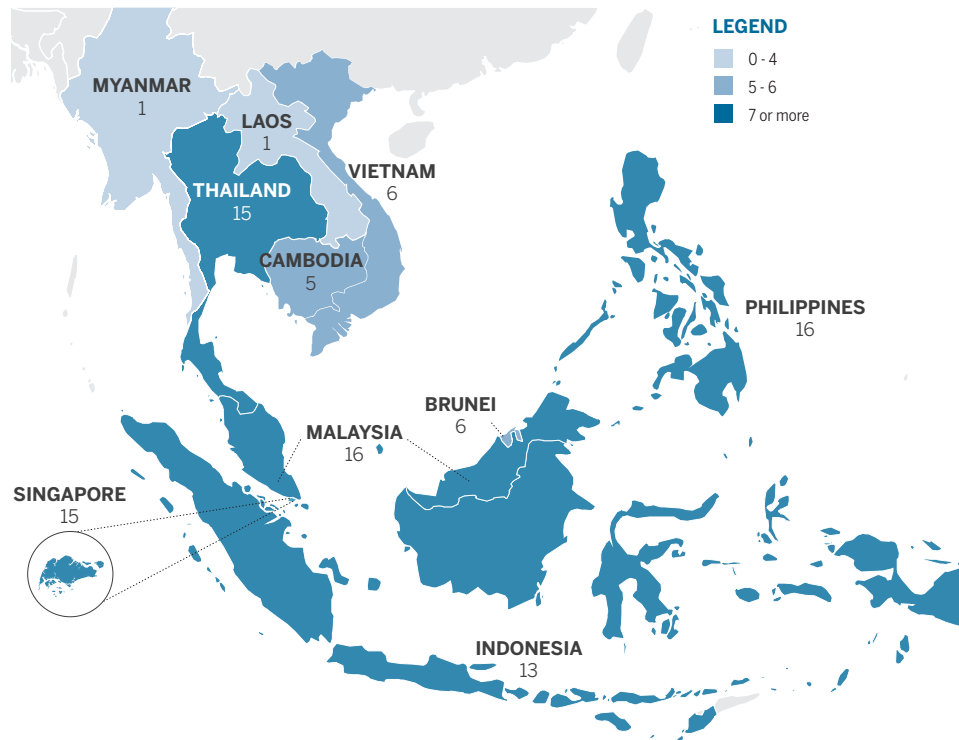 LEGEND
0 - 4
5 - 6
7 or more
MYANMAR
1
LAOS
1
VIETNAM
6
THAILAND
15
CAMBODIA
5
PHILIPPINES
16
BRUNEI
6
MALAYSIA
16
SINGAPORE
15
INDONESIA
13